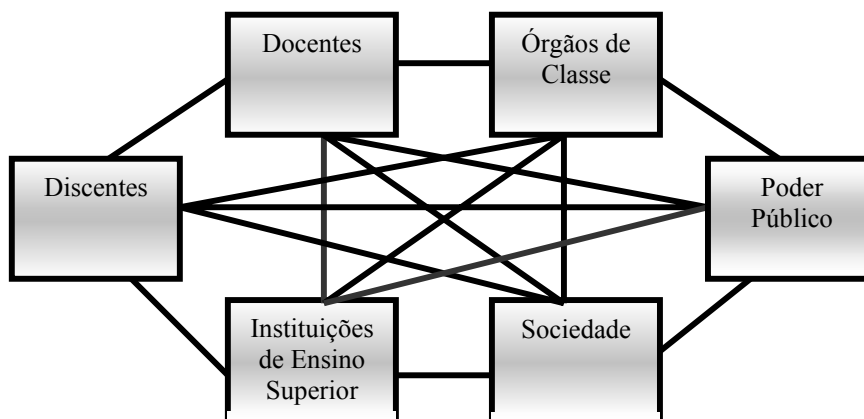 Docentes
Órgãos de
Classe
Discentes
Poder
Público
Instituições
de Ensino
Superior
Sociedade